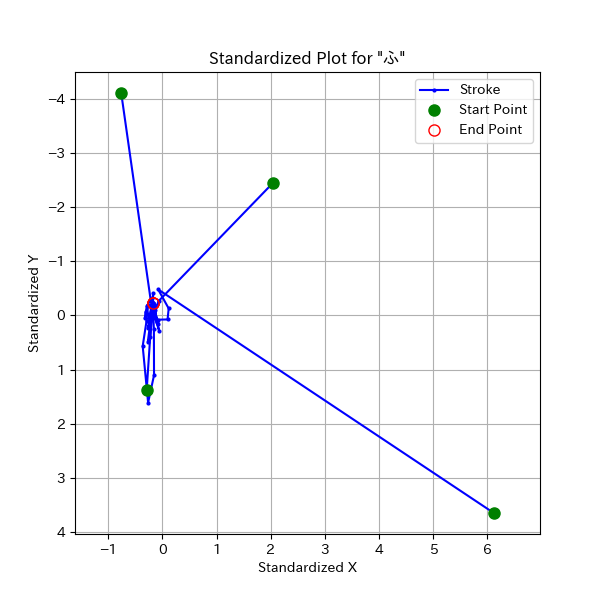 Standardized Plot for "ふ"
Stroke
Start Point
End Point
−4
−3
−2
−1
0
1
2
3
4
Standardized Y
−1 0 1 2 3 4 5 6
Standardized X